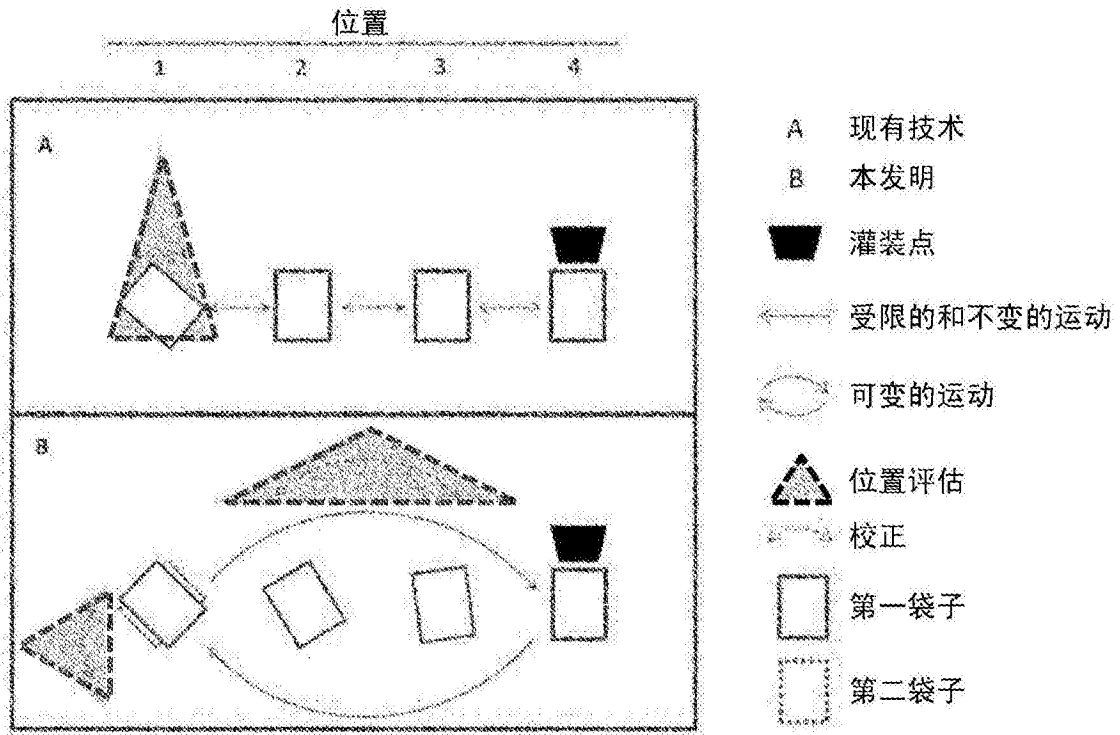 位置
1 2 3 4
A
A 现有技术
B 本发明
灌装点
受限的和不变的运动
可变的运动
B
位置评估
校正
第一袋子
第二袋子